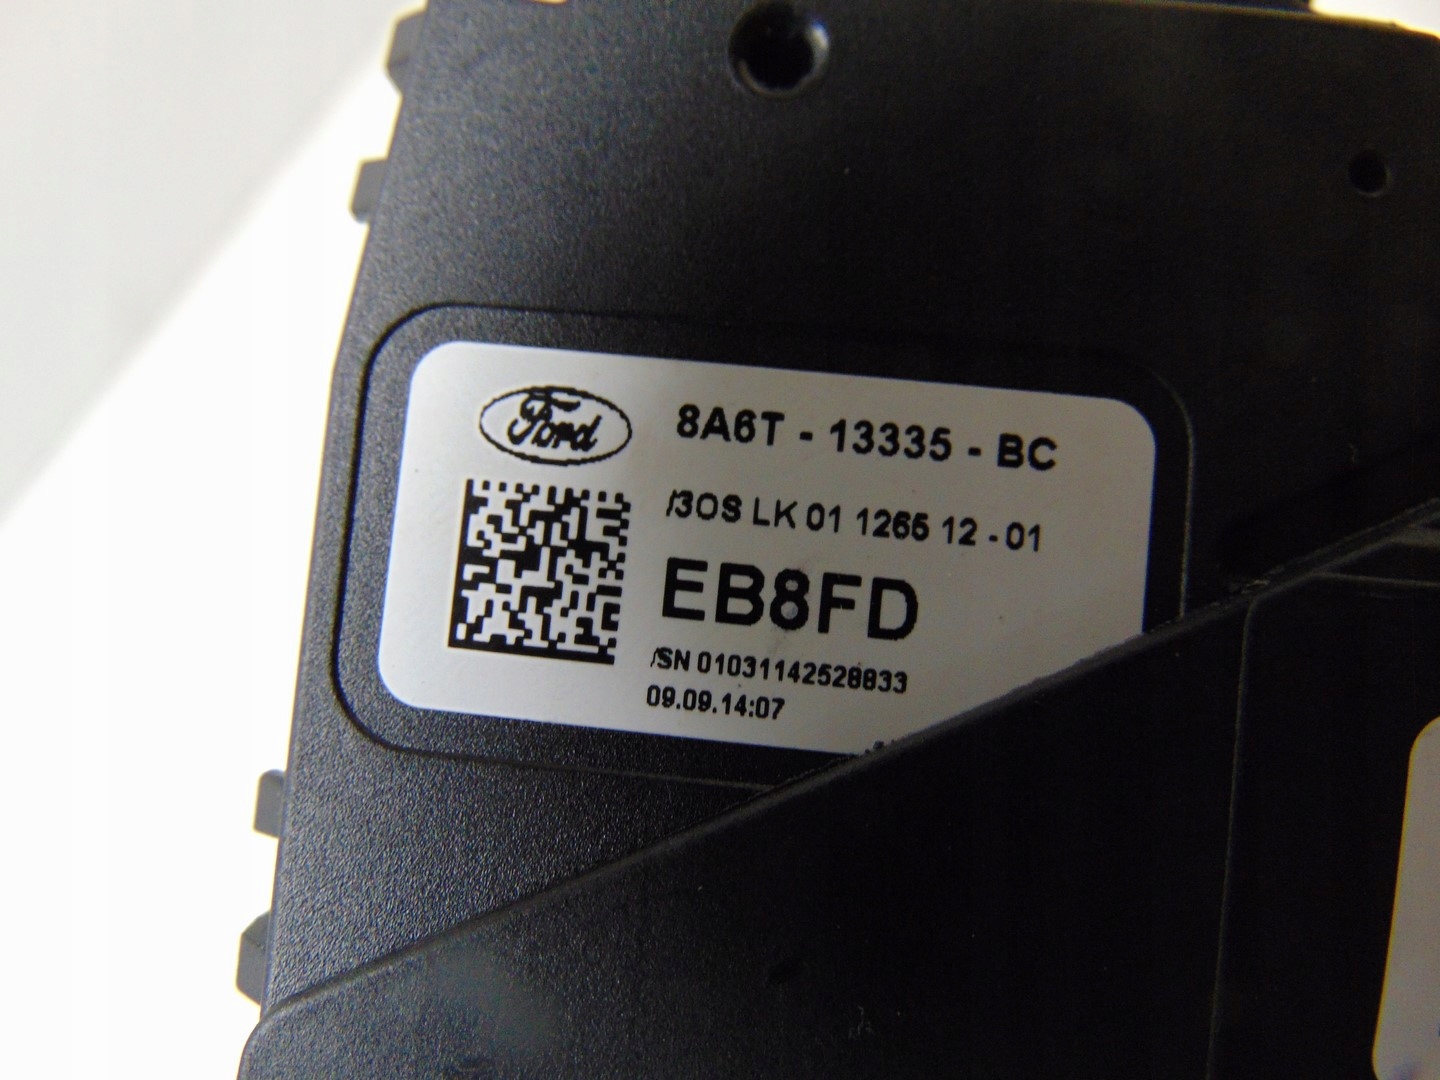 Ford
8A6T - 13335 - BC
/3OS LK 01 1265 12 - 01
EB8FD
/SN 01031142528833
09.09.14:07